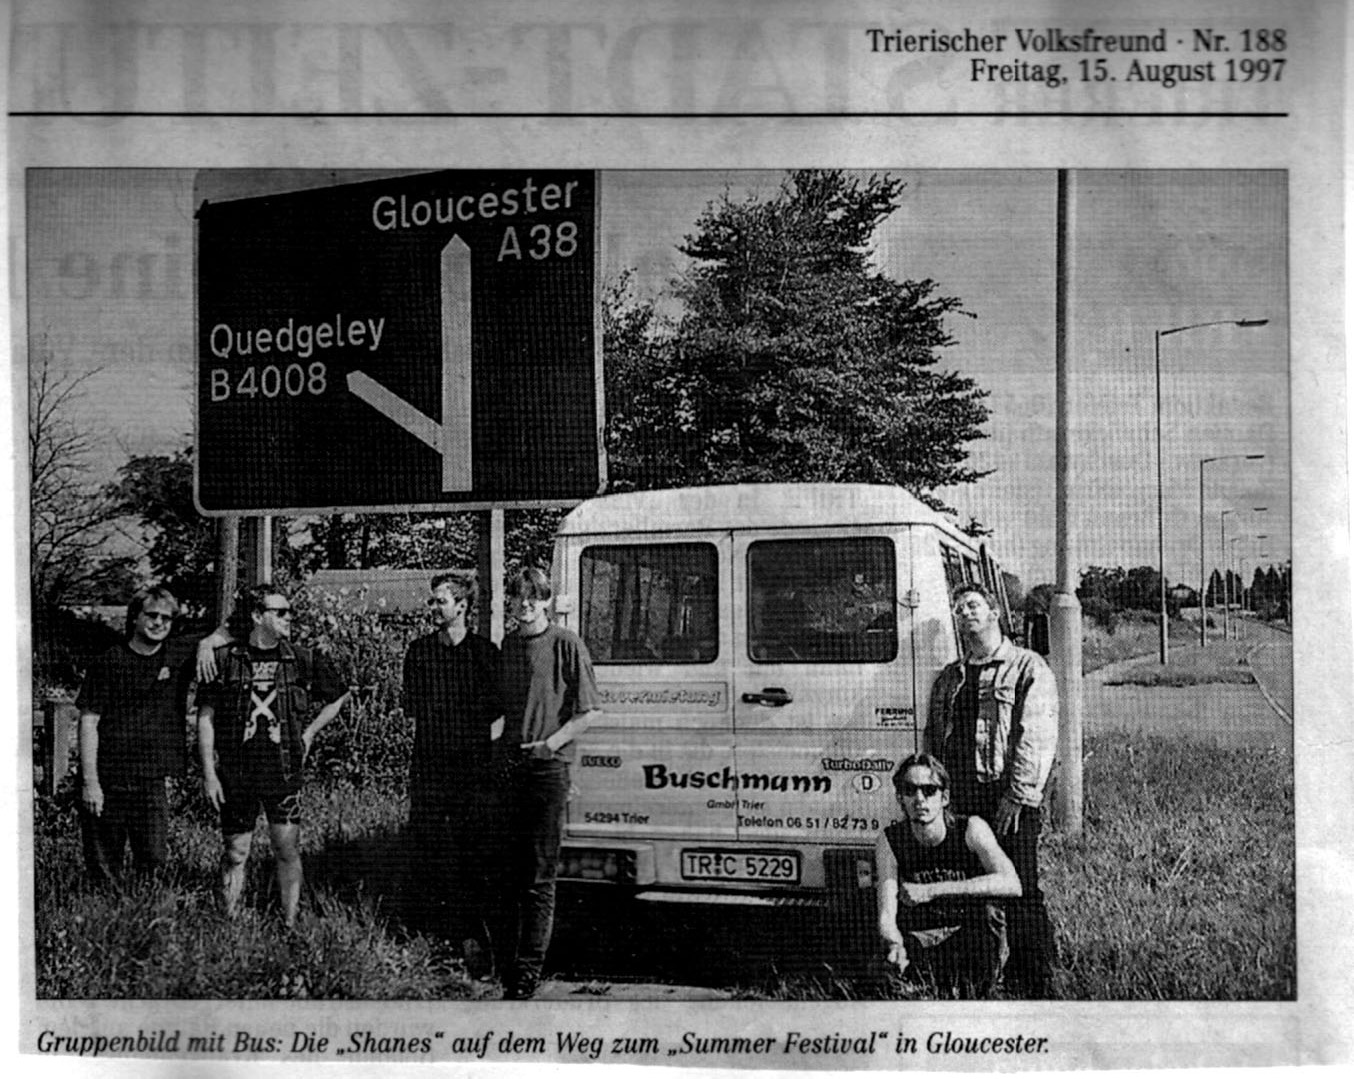 Trierischer Volksfreund · Nr. 188
Freitag, 15. August 1997
Gloucester
A38
Quedgeley
B4008
tovermietung
FERRING
IVECO
TurboDaily
Buschmann
D
GmbH Trier
54294 Trier
Telefon 06 51 / 82 73 9
TR C 5229
Gruppenbild mit Bus: Die „Shanes“ auf dem Weg zum „Summer Festival“ in Gloucester.